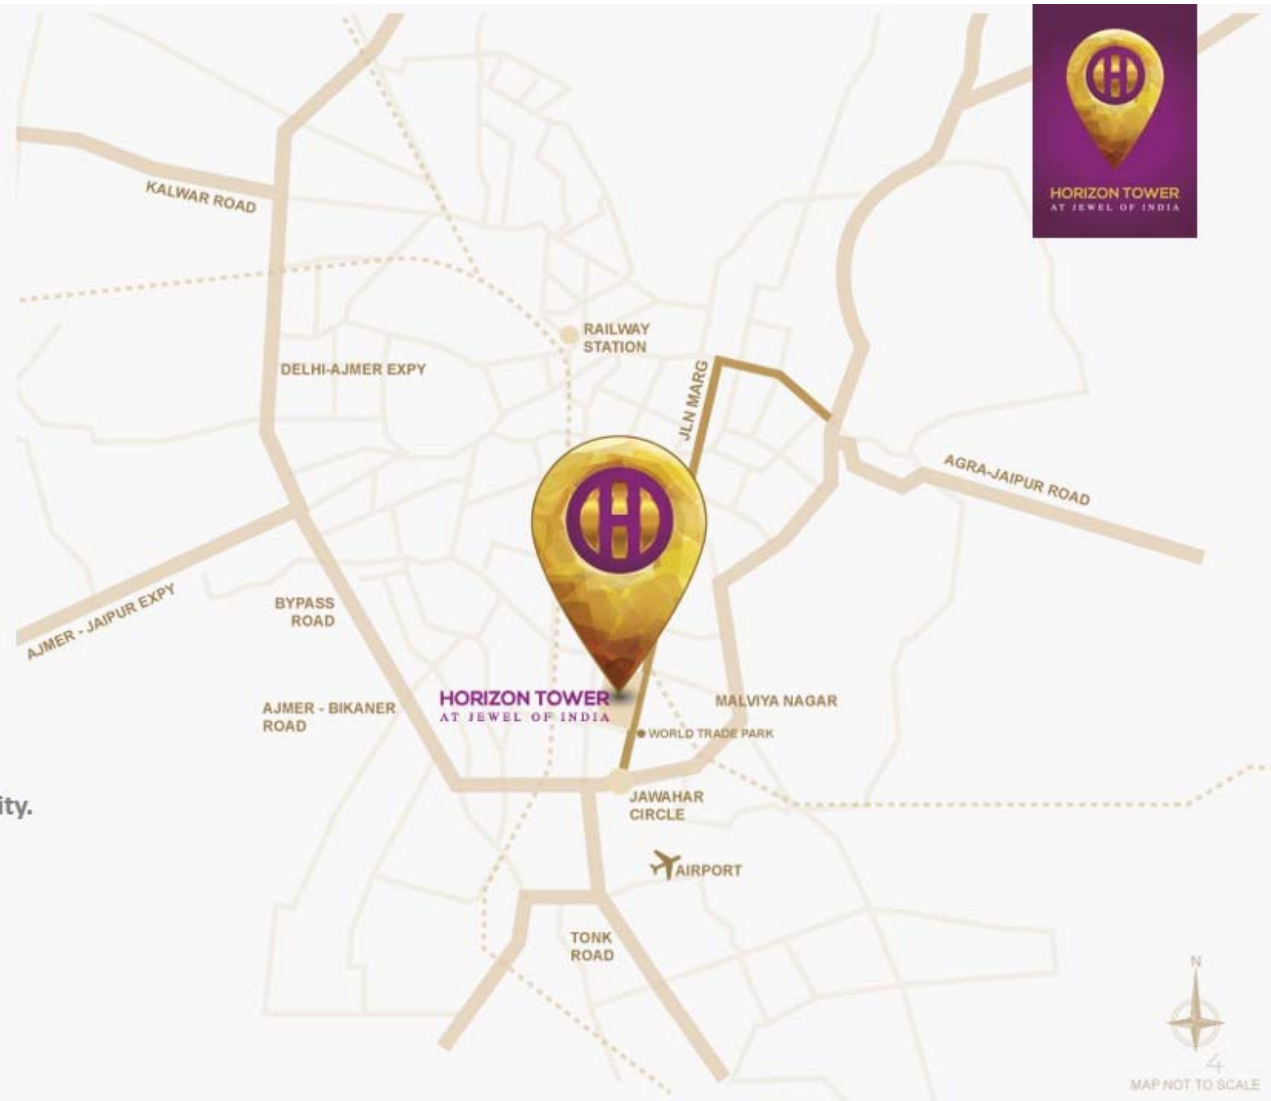 HORIZON TOWER
AT JEWEL OF INDIA
KALWAR ROAD
RAILWAY
STATION
DELHI-AJMER EXPY
JLN MARG
AGRA-JAIPUR ROAD
H
AJMER - JAIPUR EXPY
BYPASS
ROAD
HORIZON TOWER
AT JEWEL OF INDIA
MALVIYA NAGAR
AJMER - BIKANER
ROAD
WORLD TRADE PARK
ity.
JAWAHAR
CIRCLE
AIRPORT
TONK
ROAD
N
4
MAP NOT TO SCALE